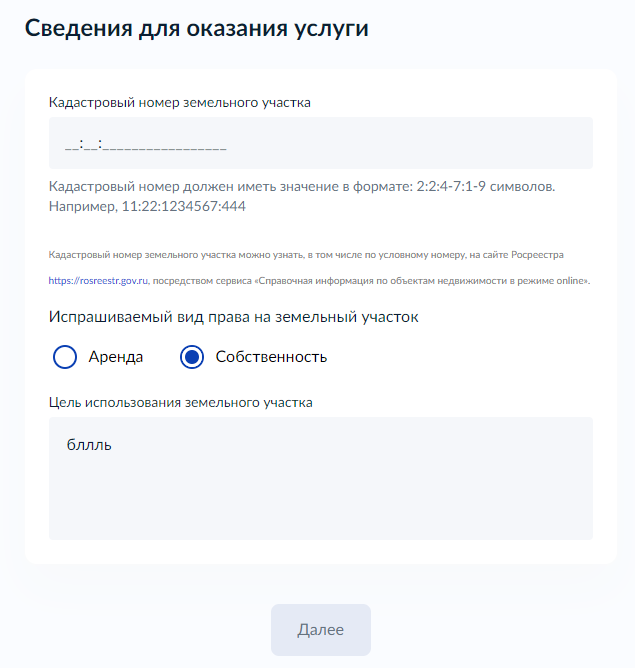 Сведения для оказания услуги
Кадастровый номер земельного участка
__:__:_________________
Кадастровый номер должен иметь значение в формате: 2:2:4-7:1-9 символов.
Например, 11:22:1234567:444
Кадастровый номер земельного участка можно узнать, в том числе по условному номеру, на сайте Росреестра
https://rosreestr.gov.ru, посредством сервиса «Справочная информация по объектам недвижимости в режиме online».
Испрашиваемый вид права на земельный участок
Аренда Собственность
Цель использования земельного участка
бллль
Далее